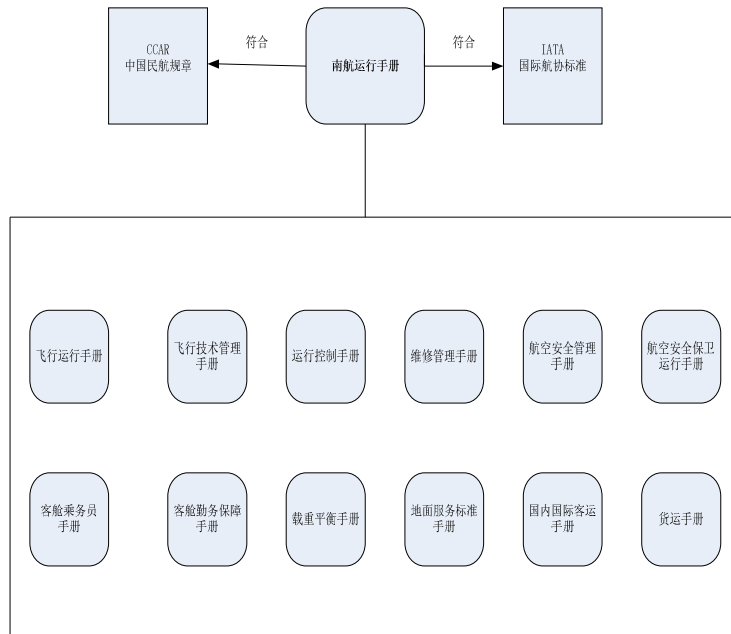 CCAR
中国民航规章
符合
南航运行手册
符合
IATA
国际航协标准
飞行运行手册
飞行技术管理
手册
运行控制手册
维修管理手册
航空安全管理
手册
航空安全保卫
运行手册
客舱乘务员
手册
客舱勤务保障
手册
载重平衡手册
地面服务标准
手册
国内国际客运
手册
货运手册